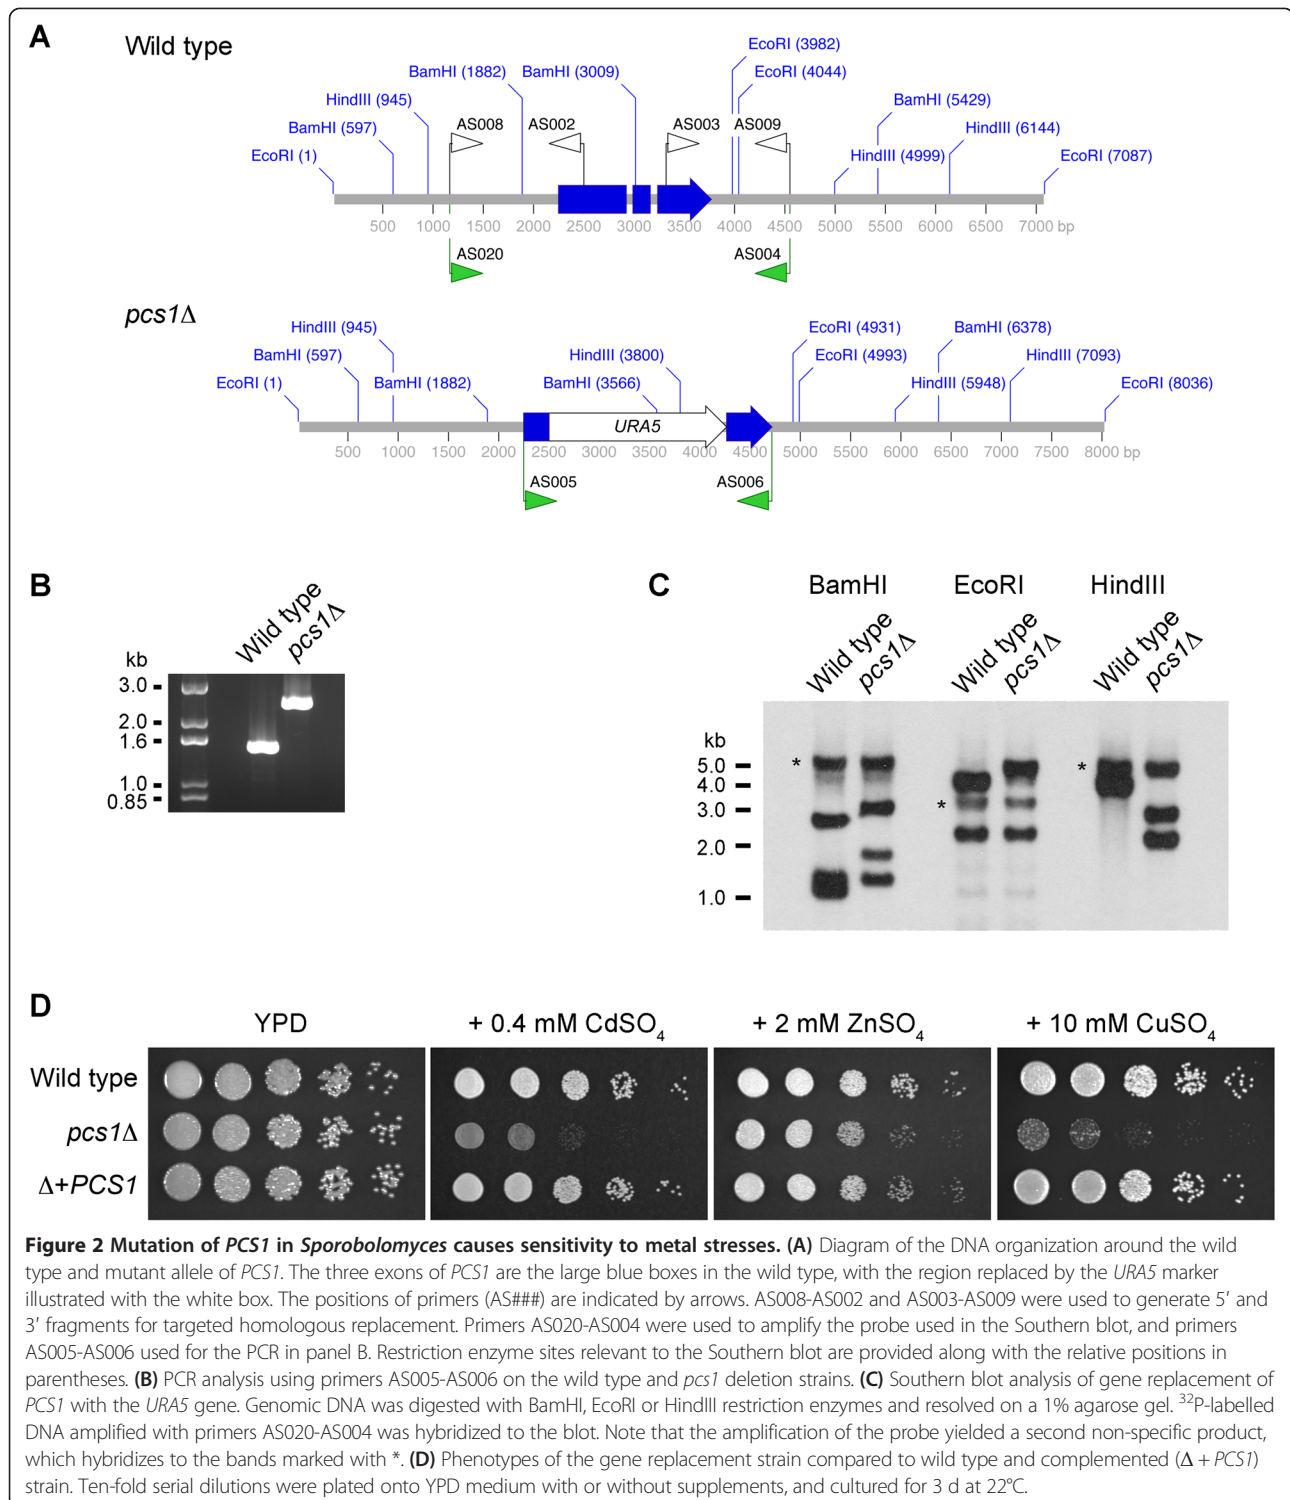 A
Wild type
EcoRI (3982)
BamHI (1882) BamHI (3009) EcoRI (4044)
HindIII (945) BamHI (5429)
BamHI (597) AS008 AS002 AS003 AS009 HindIII (6144)
EcoRI (1) HindIII (4999) EcoRI (7087)
500 1000 1500 2000 2500 3000 3500 4000 4500 5000 5500 6000 6500 7000 bp
AS020 AS004
pcs1Δ
HindIII (945) EcoRI (4931) BamHI (6378)
BamHI (597) HindIII (3800) EcoRI (4993) HindIII (7093)
EcoRI (1) BamHI (1882) BamHI (3566) HindIII (5948) EcoRI (8036)
URA5
500 1000 1500 2000 2500 3000 3500 4000 4500 5000 5500 6000 6500 7000 7500 8000 bp
AS005 AS006
B
Wild type
pcs1Δ
kb
3.0
2.0
1.6
1.0
0.85
C
BamHI EcoRI HindIII
Wild type pcs1Δ Wild type pcs1Δ Wild type pcs1Δ
kb
5.0 * *
4.0
3.0 *
2.0
1.0
D
YPD + 0.4 mM CdSO4 + 2 mM ZnSO4 + 10 mM CuSO4
Wild type
pcs1Δ
Δ+PCS1
Figure 2 Mutation of PCS1 in Sporobolomyces causes sensitivity to metal stresses. (A) Diagram of the DNA organization around the wild
type and mutant allele of PCS1. The three exons of PCS1 are the large blue boxes in the wild type, with the region replaced by the URA5 marker
illustrated with the white box. The positions of primers (AS###) are indicated by arrows. AS008-AS002 and AS003-AS009 were used to generate 5′ and
3′ fragments for targeted homologous replacement. Primers AS020-AS004 were used to amplify the probe used in the Southern blot, and primers
AS005-AS006 used for the PCR in panel B. Restriction enzyme sites relevant to the Southern blot are provided along with the relative positions in
parentheses. (B) PCR analysis using primers AS005-AS006 on the wild type and pcs1 deletion strains. (C) Southern blot analysis of gene replacement of
PCS1 with the URA5 gene. Genomic DNA was digested with BamHI, EcoRI or HindIII restriction enzymes and resolved on a 1% agarose gel. 32P-labelled
DNA amplified with primers AS020-AS004 was hybridized to the blot. Note that the amplification of the probe yielded a second non-specific product,
which hybridizes to the bands marked with *. (D) Phenotypes of the gene replacement strain compared to wild type and complemented (Δ + PCS1)
strain. Ten-fold serial dilutions were plated onto YPD medium with or without supplements, and cultured for 3 d at 22°C.